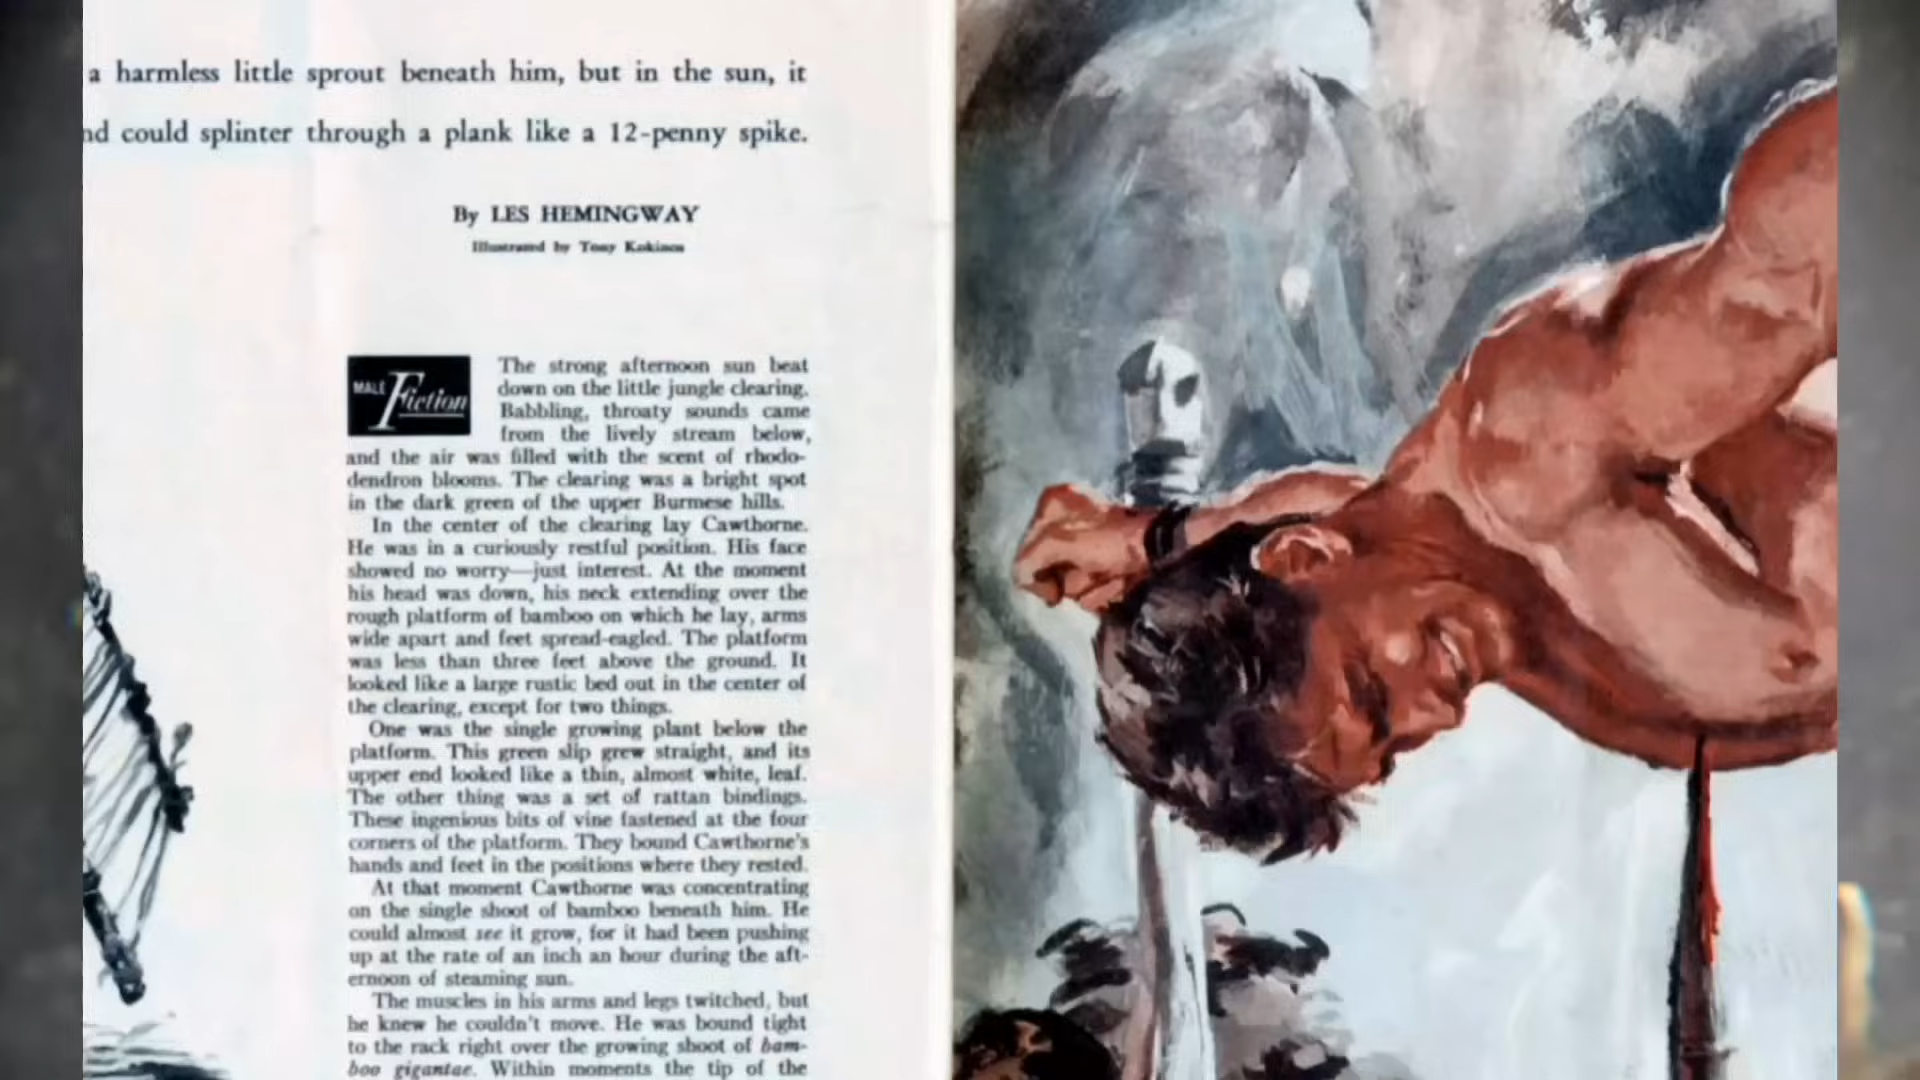 a harmless little sprout beneath him, but in the sun, it
nd could splinter through a plank like a 12-penny spike.
By LES HEMINGWAY
Illustrated by Tony Kokinos
MALE Fiction
The strong afternoon sun beat
down on the little jungle clearing.
Babbling, throaty sounds came
from the lively stream below,
and the air was filled with the scent of rhodo-
dendron blooms. The clearing was a bright spot
in the dark green of the upper Burmese hills.
In the center of the clearing lay Cawthorne.
He was in a curiously restful position. His face
showed no worry—just interest. At the moment
his head was down, his neck extending over the
rough platform of bamboo on which he lay, arms
wide apart and feet spread-eagled. The platform
was less than three feet above the ground. It
looked like a large rustic bed out in the center of
the clearing, except for two things.
One was the single growing plant below the
platform. This green slip grew straight, and its
upper end looked like a thin, almost white, leaf.
The other thing was a set of rattan bindings.
These ingenious bits of vine fastened at the four
corners of the platform. They bound Cawthorne's
hands and feet in the positions where they rested.
At that moment Cawthorne was concentrating
on the single shoot of bamboo beneath him. He
could almost see it grow, for it had been pushing
up at the rate of an inch an hour during the aft-
ernoon of steaming sun.
The muscles in his arms and legs twitched, but
he knew he couldn't move. He was bound tight
to the rack right over the growing shoot of bam-
boo gigantae. Within moments the tip of the